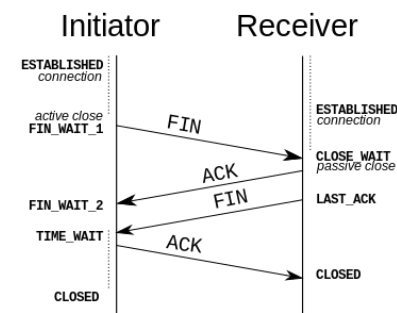 Initiator
Receiver
ESTABLISHED
connection
active close
FIN_WAIT_1
FIN
ESTABLISHED
connection
CLOSE_WAIT
passive close
ACK
FIN_WAIT_2
FIN
LAST_ACK
TIME_WAIT
ACK
CLOSED
CLOSED